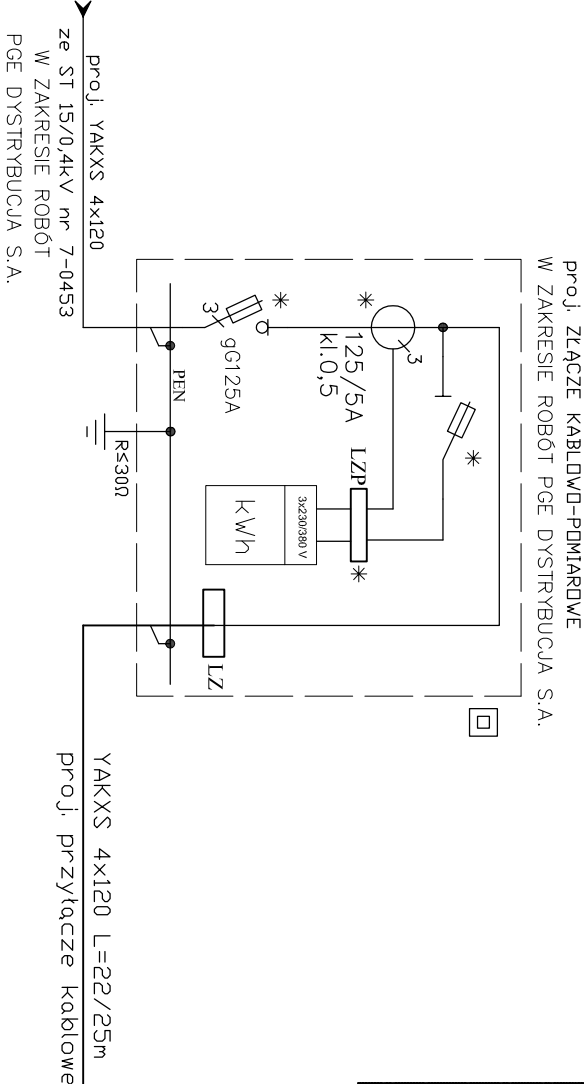 proj. ZŁĄCZE KABLOWO-POMIAROWE
W ZAKRESIE ROBÓT PGE DYSTRYBUCJA S.A.
proj. YAKXS 4x120
ze ST 15/0,4kV nr 7-0453
W ZAKRESIE ROBÓT
PGE DYSTRYBUCJA S.A.
3
gG125A
PEN
R≤30Ω
3
125/5A
kl.0,5
LZP
3x230/380 V
kWh
LZ
YAKXS 4x120 L=22/25m
proj. przyłącze kablowe